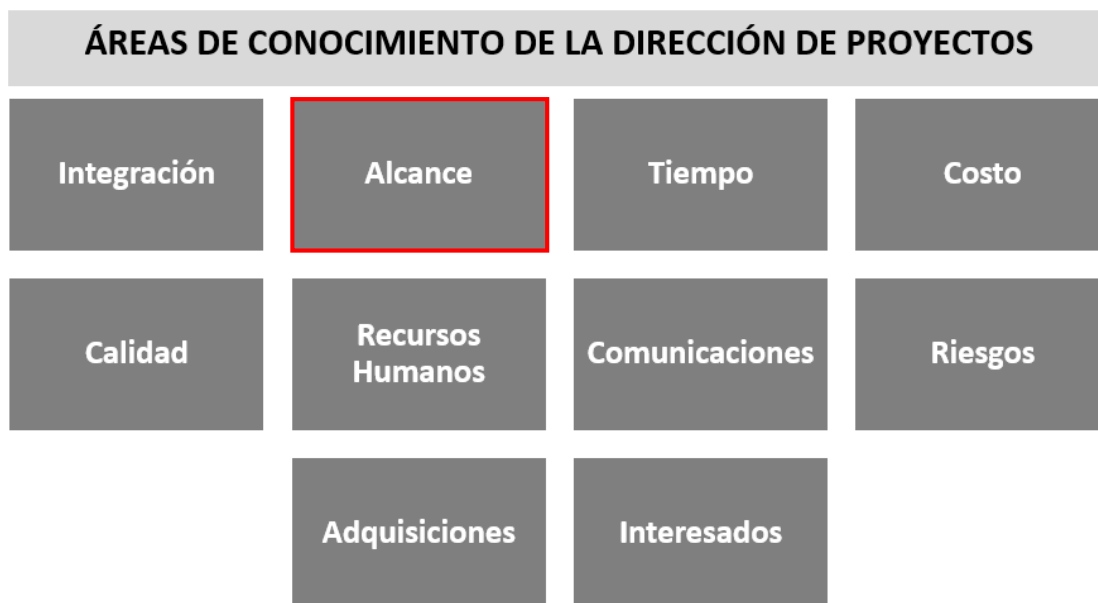 ÁREAS DE CONOCIMIENTO DE LA DIRECCIÓN DE PROYECTOS
Integración
Alcance
Tiempo
Costo
Calidad
Recursos
Humanos
Comunicaciones
Riesgos
Adquisiciones
Interesados